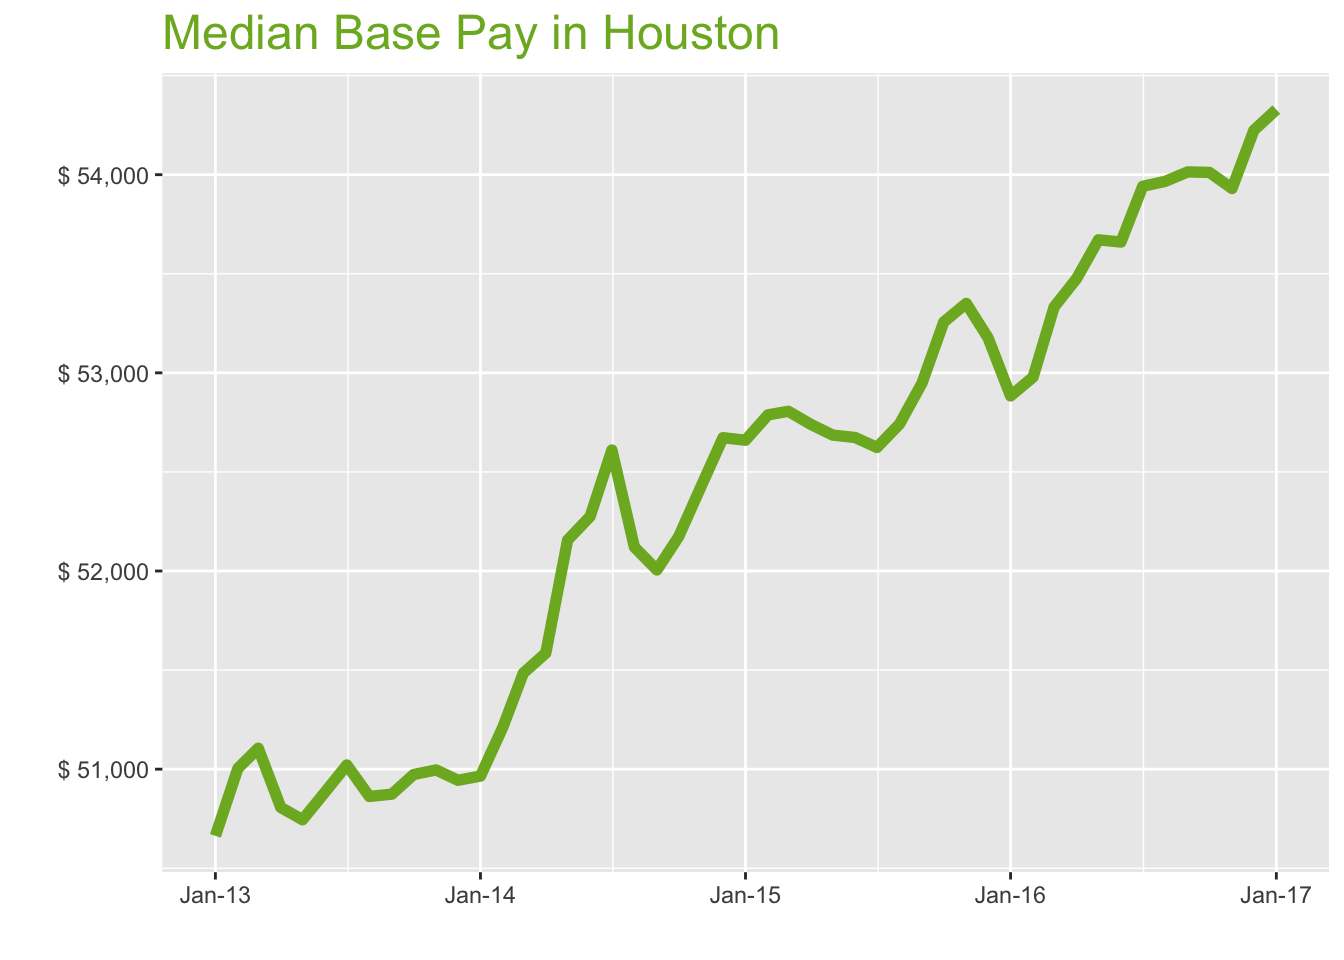 Median Base Pay in Houston
$ 54,000
$ 53,000
$ 52,000
$ 51,000
Jan-13 Jan-14 Jan-15 Jan-16 Jan-17